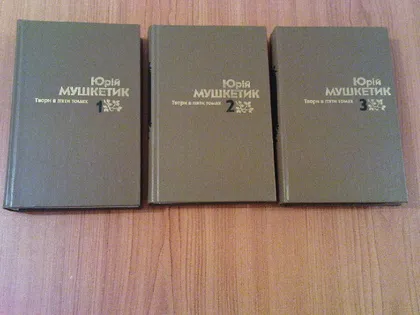 Юрій
МУШКЕТИК
Твори в п'яти томах
1
Юрій
МУШКЕТИК
Твори в п'яти томах
2
Юрій
МУШКЕТИК
Твори в п'яти томах
3